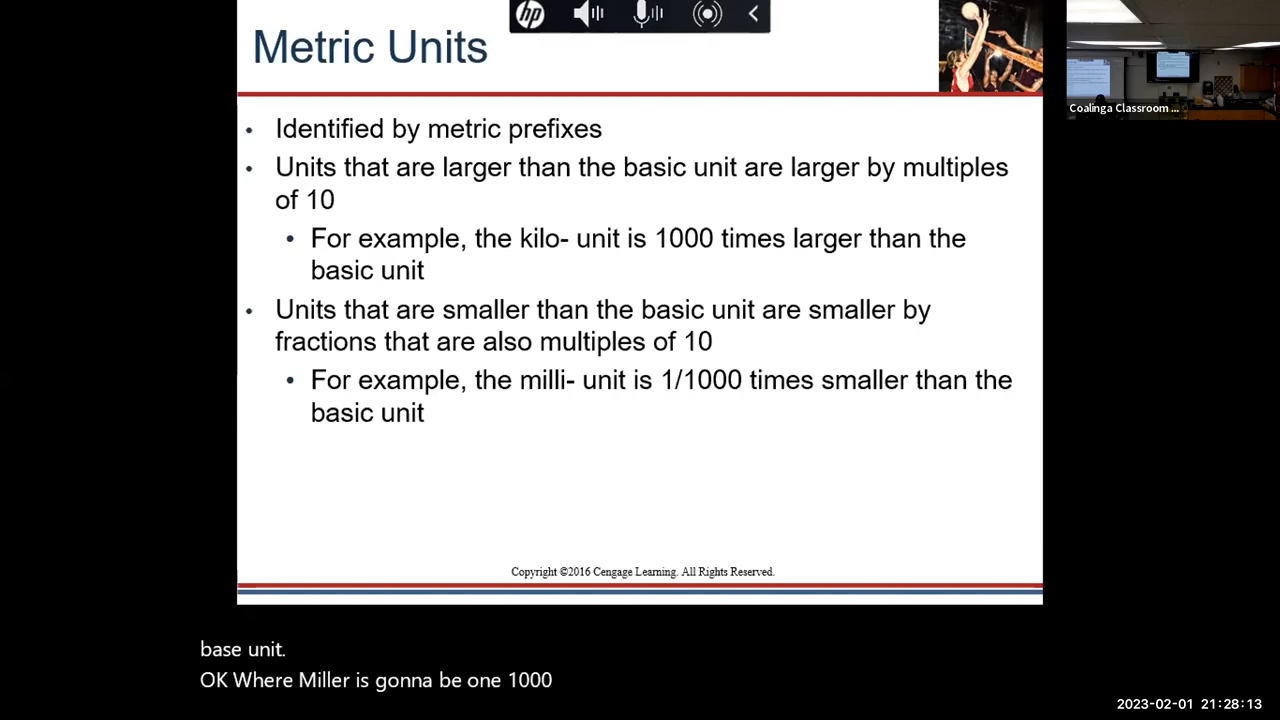 hp
Metric Units
Coalinga Classroom ...
• Identified by metric prefixes
• Units that are larger than the basic unit are larger by multiples
of 10
• For example, the kilo- unit is 1000 times larger than the
basic unit
• Units that are smaller than the basic unit are smaller by
fractions that are also multiples of 10
• For example, the milli- unit is 1/1000 times smaller than the
basic unit
Copyright ©2016 Cengage Learning. All Rights Reserved.
base unit.
OK Where Miller is gonna be one 1000
2023-02-01 21:28:13